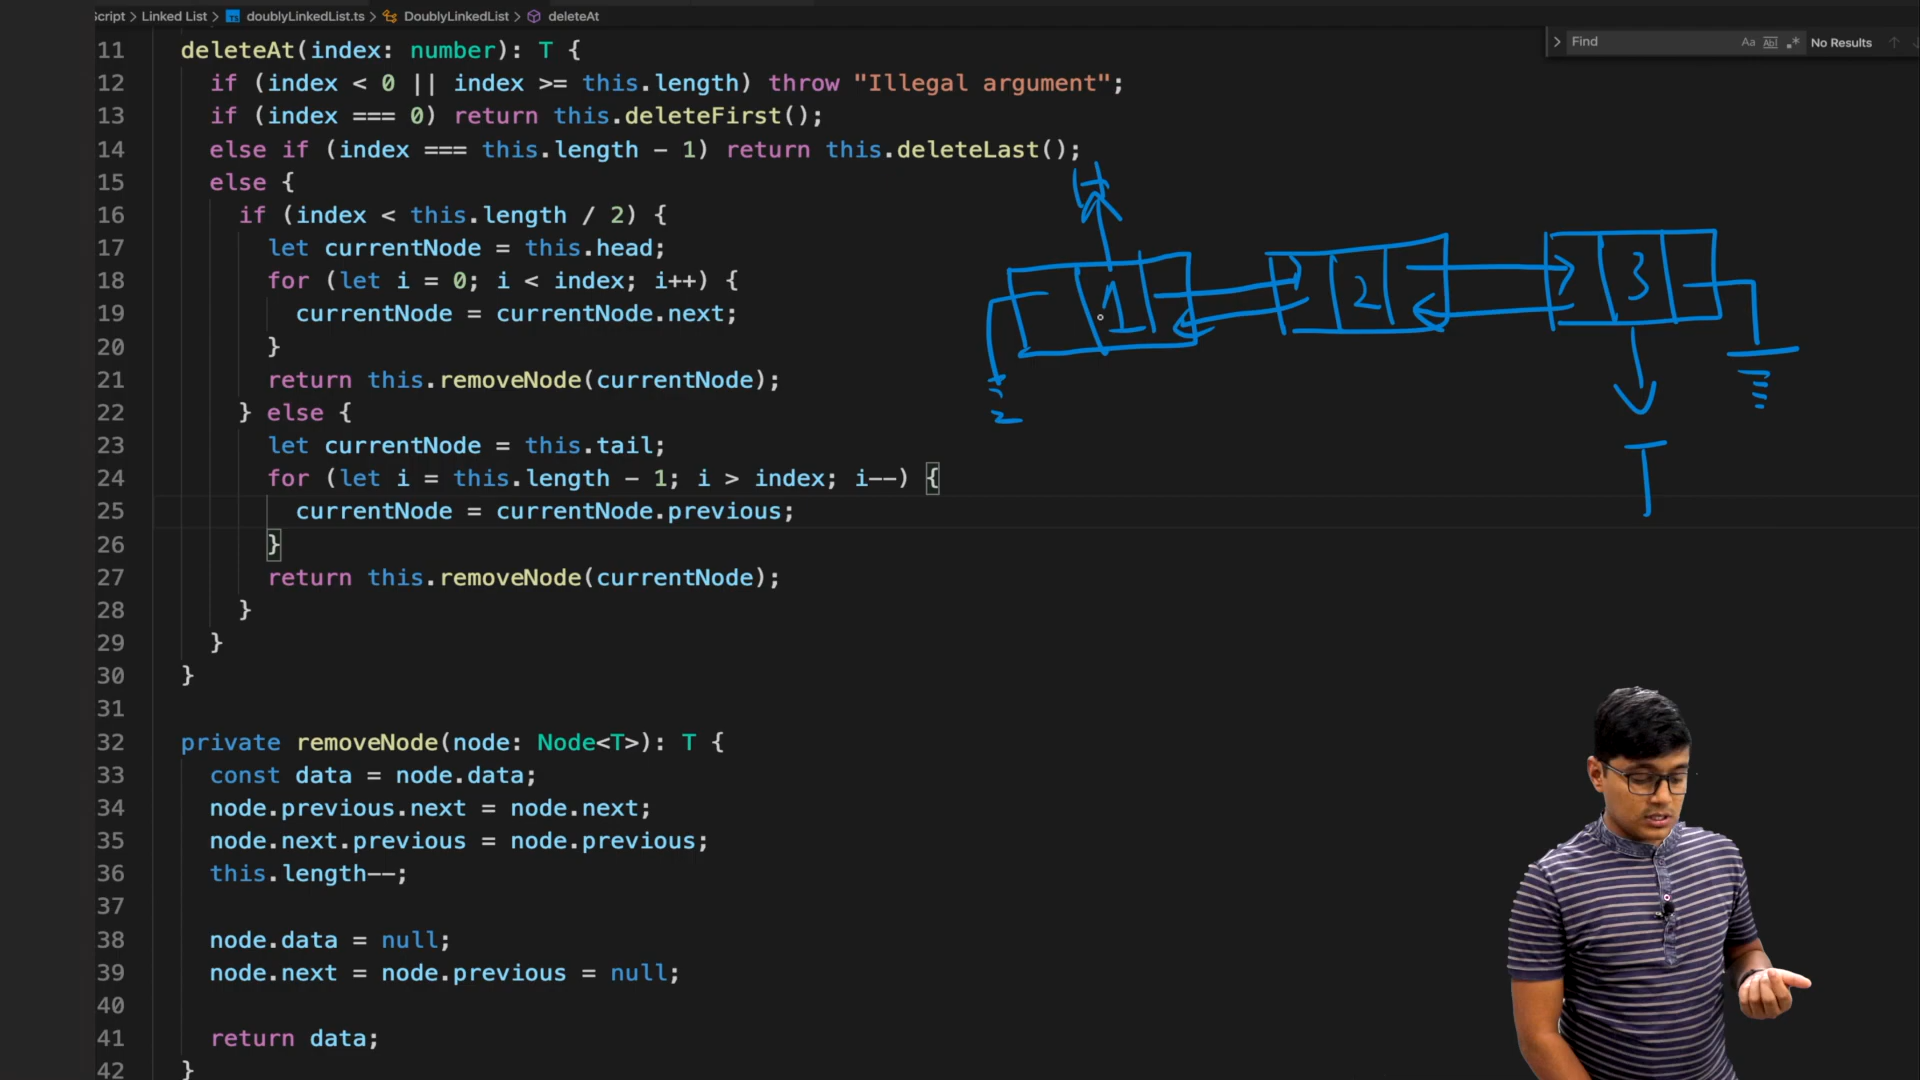 Script > Linked List > doublyLinkedList.ts > DoublyLinkedList > deleteAt
Find Aa Abl .* No Results
11 deleteAt(index: number): T {
12 if (index < 0 || index >= this.length) throw "Illegal argument";
13 if (index === 0) return this.deleteFirst();
14 else if (index === this.length - 1) return this.deleteLast();
15 else {
16 if (index < this.length / 2) {
17 let currentNode = this.head;
18 for (let i = 0; i < index; i++) {
19 currentNode = currentNode.next;
20 }
21 return this.removeNode(currentNode);
22 } else {
23 let currentNode = this.tail;
24 for (let i = this.length - 1; i > index; i--) {
25 currentNode = currentNode.previous;
26 }
27 return this.removeNode(currentNode);
28 }
29 }
30 }
31
32 private removeNode(node: Node<T>): T {
33 const data = node.data;
34 node.previous.next = node.next;
35 node.next.previous = node.previous;
36 this.length--;
37
38 node.data = null;
39 node.next = node.previous = null;
40
41 return data;
42 }
H
1 2 3
T